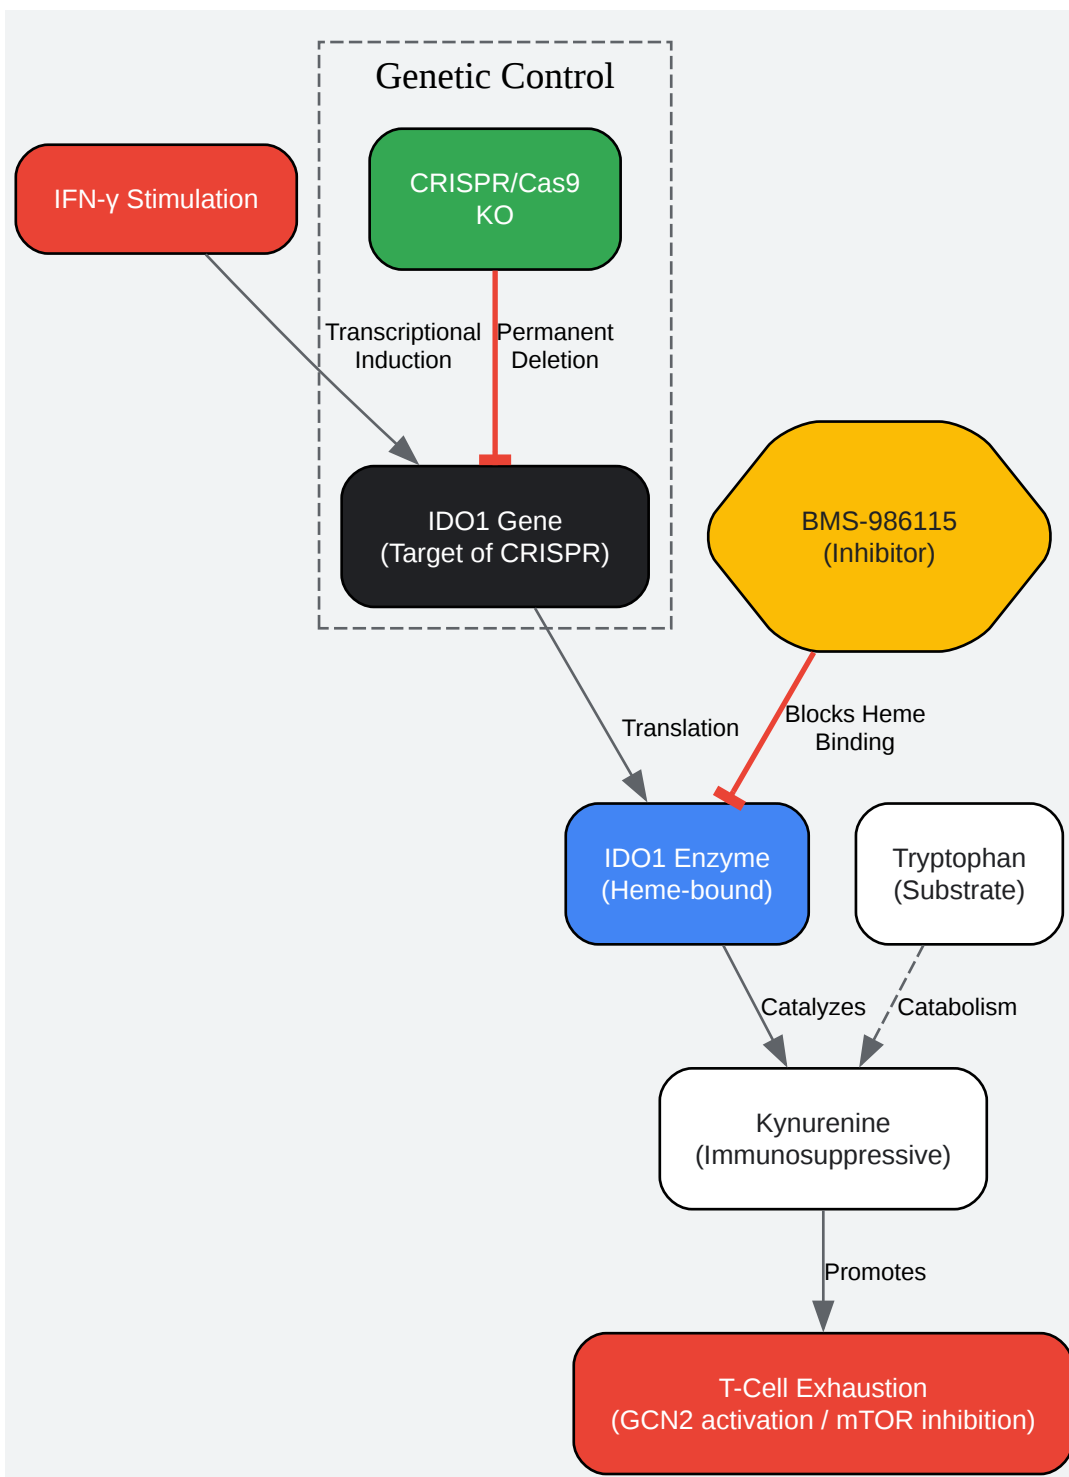 Genetic Control
CRISPR/Cas9
KO
IFN-γ Stimulation
Transcriptional
Induction
Permanent
Deletion
IDO1 Gene
(Target of CRISPR)
BMS-986115
(Inhibitor)
Translation
Blocks Heme
Binding
IDO1 Enzyme
(Heme-bound)
Tryptophan
(Substrate)
Catalyzes
Catabolism
Kynurenine
(Immunosuppressive)
Promotes
T-Cell Exhaustion
(GCN2 activation / mTOR inhibition)